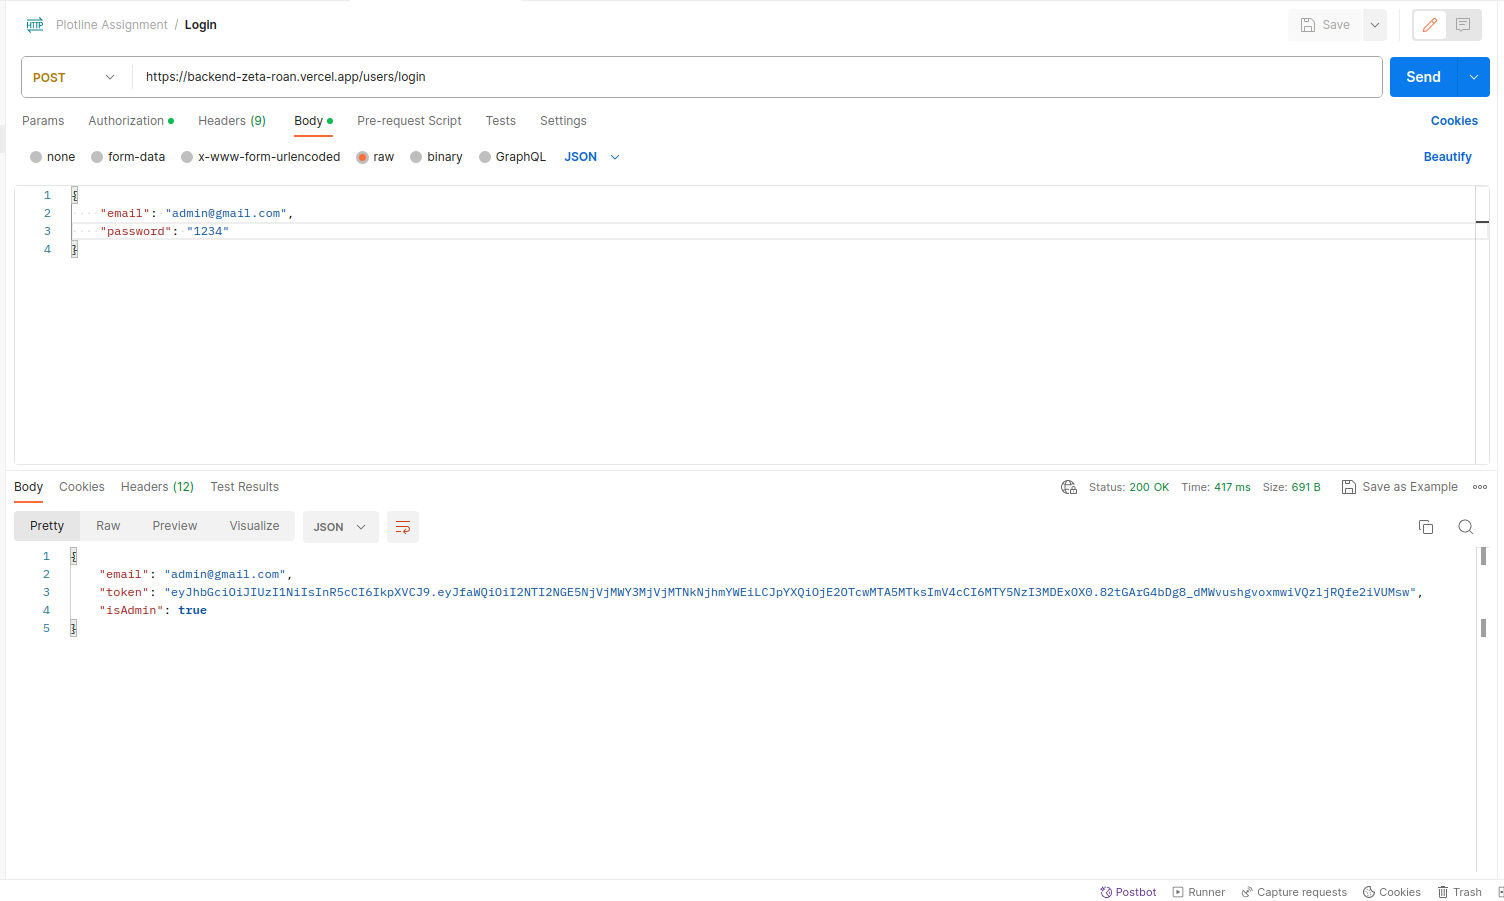 HTTP Plotline Assignment / Login Save
POST https://backend-zeta-roan.vercel.app/users/login Send
Params Authorization Headers (9) Body Pre-request Script Tests Settings Cookies
none form-data x-www-form-urlencoded raw binary GraphQL JSON Beautify
1 {
2 "email": "admin@gmail.com",
3 "password": "1234"
4 }
Body Cookies Headers (12) Test Results Status: 200 OK Time: 417 ms Size: 691 B Save as Example
Pretty Raw Preview Visualize JSON
1 {
2 "email": "admin@gmail.com",
3 "token": "eyJhbGciOiJIUzI1NiIsInR5cCI6IkpXVCJ9.eyJfaWQiOiI2NTI2NGE5NjVjMWY3MjVjMTNkNjhmYWEiLCJpYXQiOjE2OTcwMTA5MTksImV4cCI6MTY5NzI3MDExOX0.82tGArG4bDg8_dMWvushgvoxmwiVQzljRQfe2iVUMsw",
4 "isAdmin": true
5 }
Postbot Runner Capture requests Cookies Trash